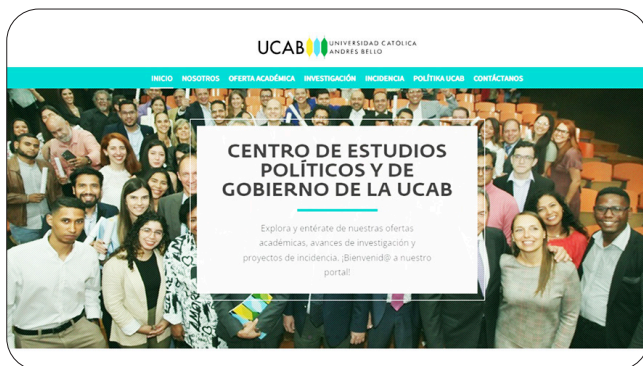 UCAB
UNIVERSIDAD CATÓLICA
ANDRÉS BELLO
INICIO NOSOTROS OFERTA ACADÉMICA INVESTIGACIÓN INCIDENCIA POLÍTIKA UCAB CONTÁCTANOS
CENTRO DE ESTUDIOS
POLÍTICOS Y DE
GOBIERNO DE LA UCAB
Explora y entérate de nuestras ofertas
académicas, avances de investigación y
proyectos de incidencia. ¡Bienvenid@ a nuestro
portal!